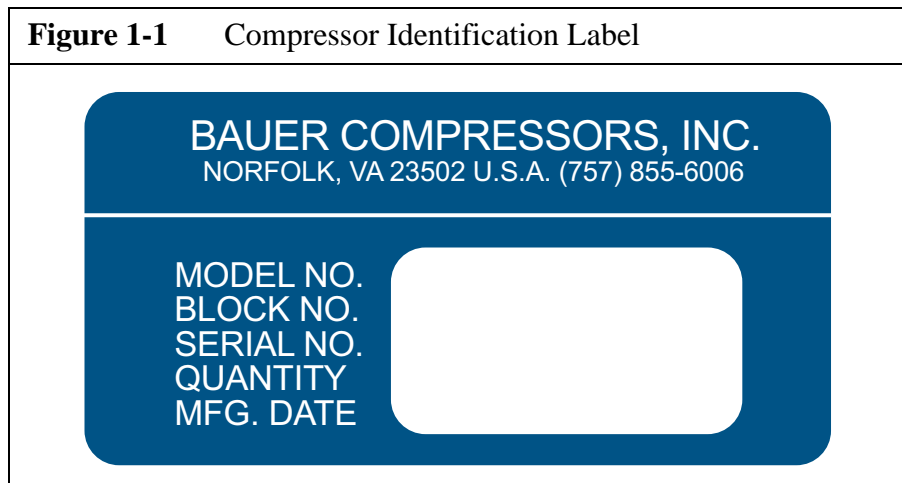 Figure 1-1 Compressor Identification Label
BAUER COMPRESSORS, INC.
NORFOLK, VA 23502 U.S.A. (757) 855-6006
MODEL NO.
BLOCK NO.
SERIAL NO.
QUANTITY
MFG. DATE